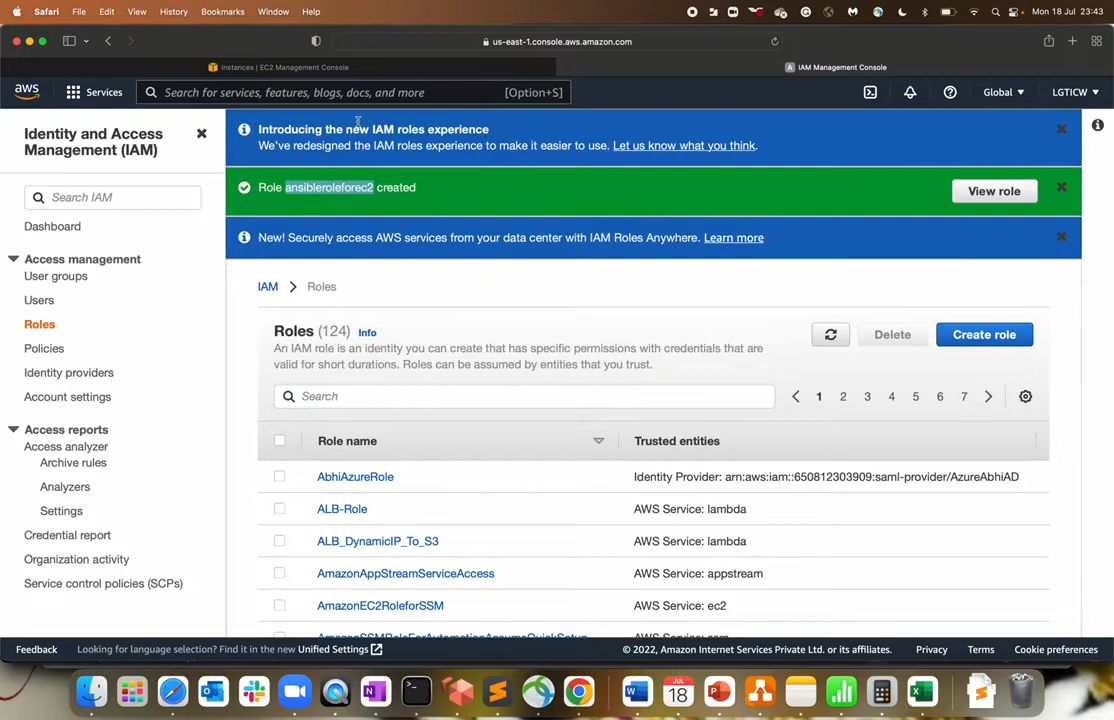 Safari File Edit View History Bookmarks Window Help Mon 18 Jul 23:43
us-east-1.console.aws.amazon.com
Instances | EC2 Management Console
IAM Management Console
aws Services Search for services, features, blogs, docs, and more [Option+S] Global LGTICW
Identity and Access Management (IAM)
Search IAM
Dashboard
Access management
User groups
Users
Roles
Policies
Identity providers
Account settings
Access reports
Access analyzer
Archive rules
Analyzers
Settings
Credential report
Organization activity
Service control policies (SCPs)
Introducing the new IAM roles experience
We've redesigned the IAM roles experience to make it easier to use. Let us know what you think.
Role ansibleroleforec2 created View role
New! Securely access AWS services from your data center with IAM Roles Anywhere. Learn more
IAM > Roles
Roles (124) Info Delete Create role
An IAM role is an identity you can create that has specific permissions with credentials that are
valid for short durations. Roles can be assumed by entities that you trust.
Search 1 2 3 4 5 6 7
Role name Trusted entities
AbhiAzureRole Identity Provider: arn:aws:iam::650812303909:saml-provider/AzureAbhiAD
ALB-Role AWS Service: lambda
ALB_DynamicIP_To_S3 AWS Service: lambda
AmazonAppStreamServiceAccess AWS Service: appstream
AmazonEC2RoleforSSM AWS Service: ec2
Feedback Looking for language selection? Find it in the new Unified Settings © 2022, Amazon Internet Services Private Ltd. or its affiliates. Privacy Terms Cookie preferences
JUL
18